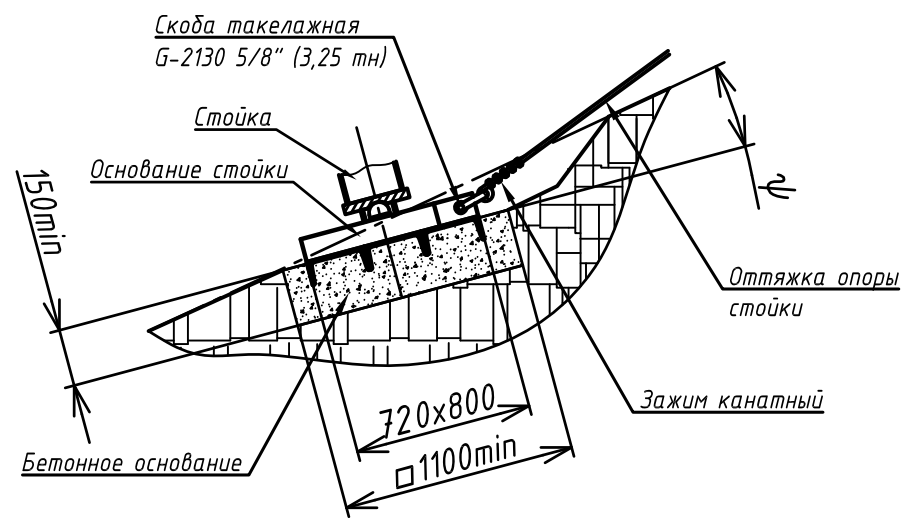 Скоба такелажная
G-2130 5/8" (3,25 тн)
Стойка
Основание стойки
150min
ψ
Оттяжка опоры
стойки
Зажим канатный
720x800
□1100min
Бетонное основание